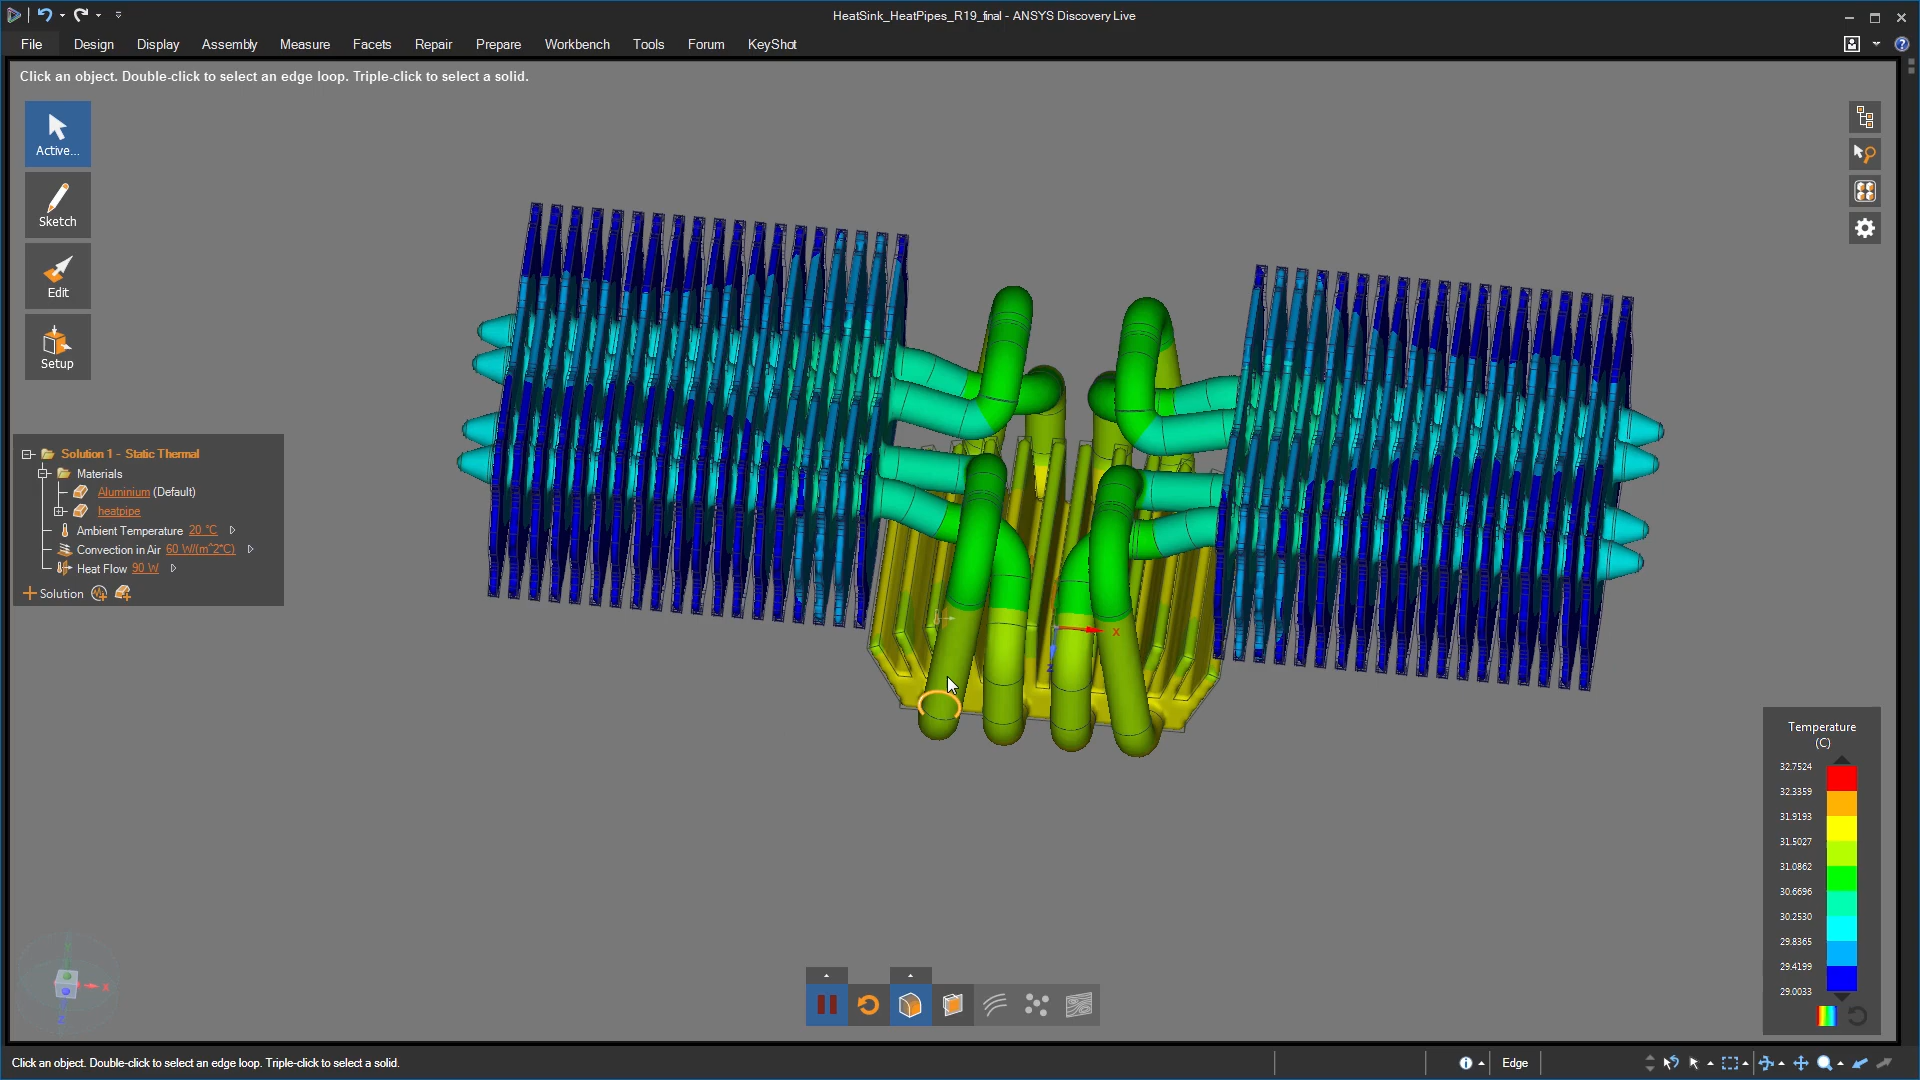 HeatSink_HeatPipes_R19_final - ANSYS Discovery Live
File Design Display Assembly Measure Facets Repair Prepare Workbench Tools Forum KeyShot
Click an object. Double-click to select an edge loop. Triple-click to select a solid.
Active...
Sketch
Edit
Setup
Solution 1 - Static Thermal
Materials
Aluminium (Default)
heatpipe
Ambient Temperature 20 °C
Convection in Air 60 W/(m^2°C)
Heat Flow 90 W
Solution
X
Z
Temperature
(C)
32.7524
32.3359
31.9193
31.5027
31.0862
30.6696
30.2530
29.8365
29.4199
29.0033
X
Click an object. Double-click to select an edge loop. Triple-click to select a solid.
Edge